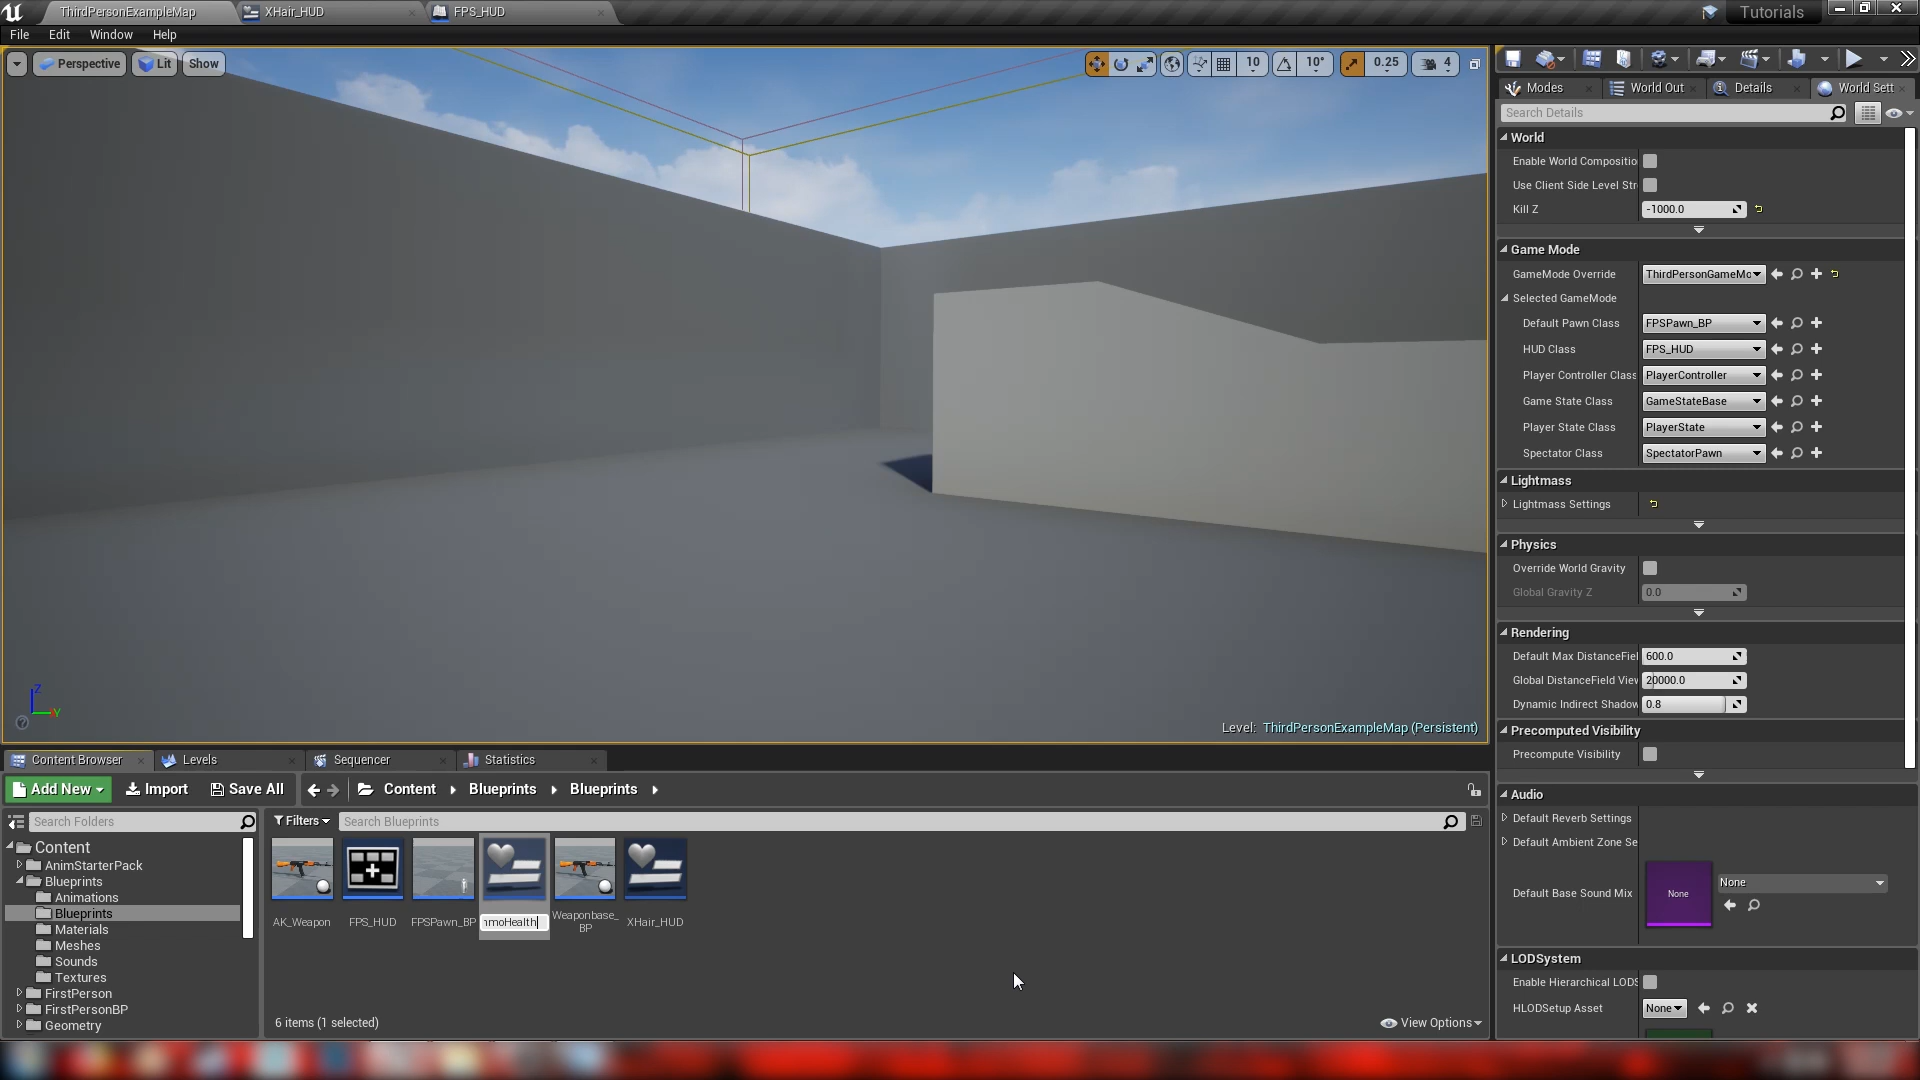 ThirdPersonExampleMap
XHair_HUD
FPS_HUD
Tutorials
File Edit Window Help
Perspective Lit Show
10 10° 0.25 4
Modes World Out Details World Sett
Search Details
World
Enable World Compositio
Use Client Side Level Str
Kill Z -1000.0
Game Mode
GameMode Override ThirdPersonGameMo
Selected GameMode
Default Pawn Class FPSPawn_BP
HUD Class FPS_HUD
Player Controller Class PlayerController
Game State Class GameStateBase
Player State Class PlayerState
Spectator Class SpectatorPawn
Lightmass
Lightmass Settings
Physics
Override World Gravity
Global Gravity Z 0.0
Rendering
Default Max DistanceFiel 600.0
Global DistanceField View 20000.0
Dynamic Indirect Shadow 0.8
Precomputed Visibility
Precompute Visibility
Audio
Default Reverb Settings
Default Ambient Zone Se
Default Base Sound Mix None None
LODSystem
Enable Hierarchical LODS
HLODSetup Asset None
Z
Y
Level: ThirdPersonExampleMap (Persistent)
Content Browser Levels Sequencer Statistics
Add New Import Save All Content Blueprints Blueprints
Search Folders
Filters Search Blueprints
Content
AnimStarterPack
Blueprints
Animations
Blueprints
Materials
Meshes
Sounds
Textures
FirstPerson
FirstPersonBP
Geometry
AK_Weapon FPS_HUD FPSPawn_BP mmoHealth Weaponbase_
BP XHair_HUD
6 items (1 selected)
View Options